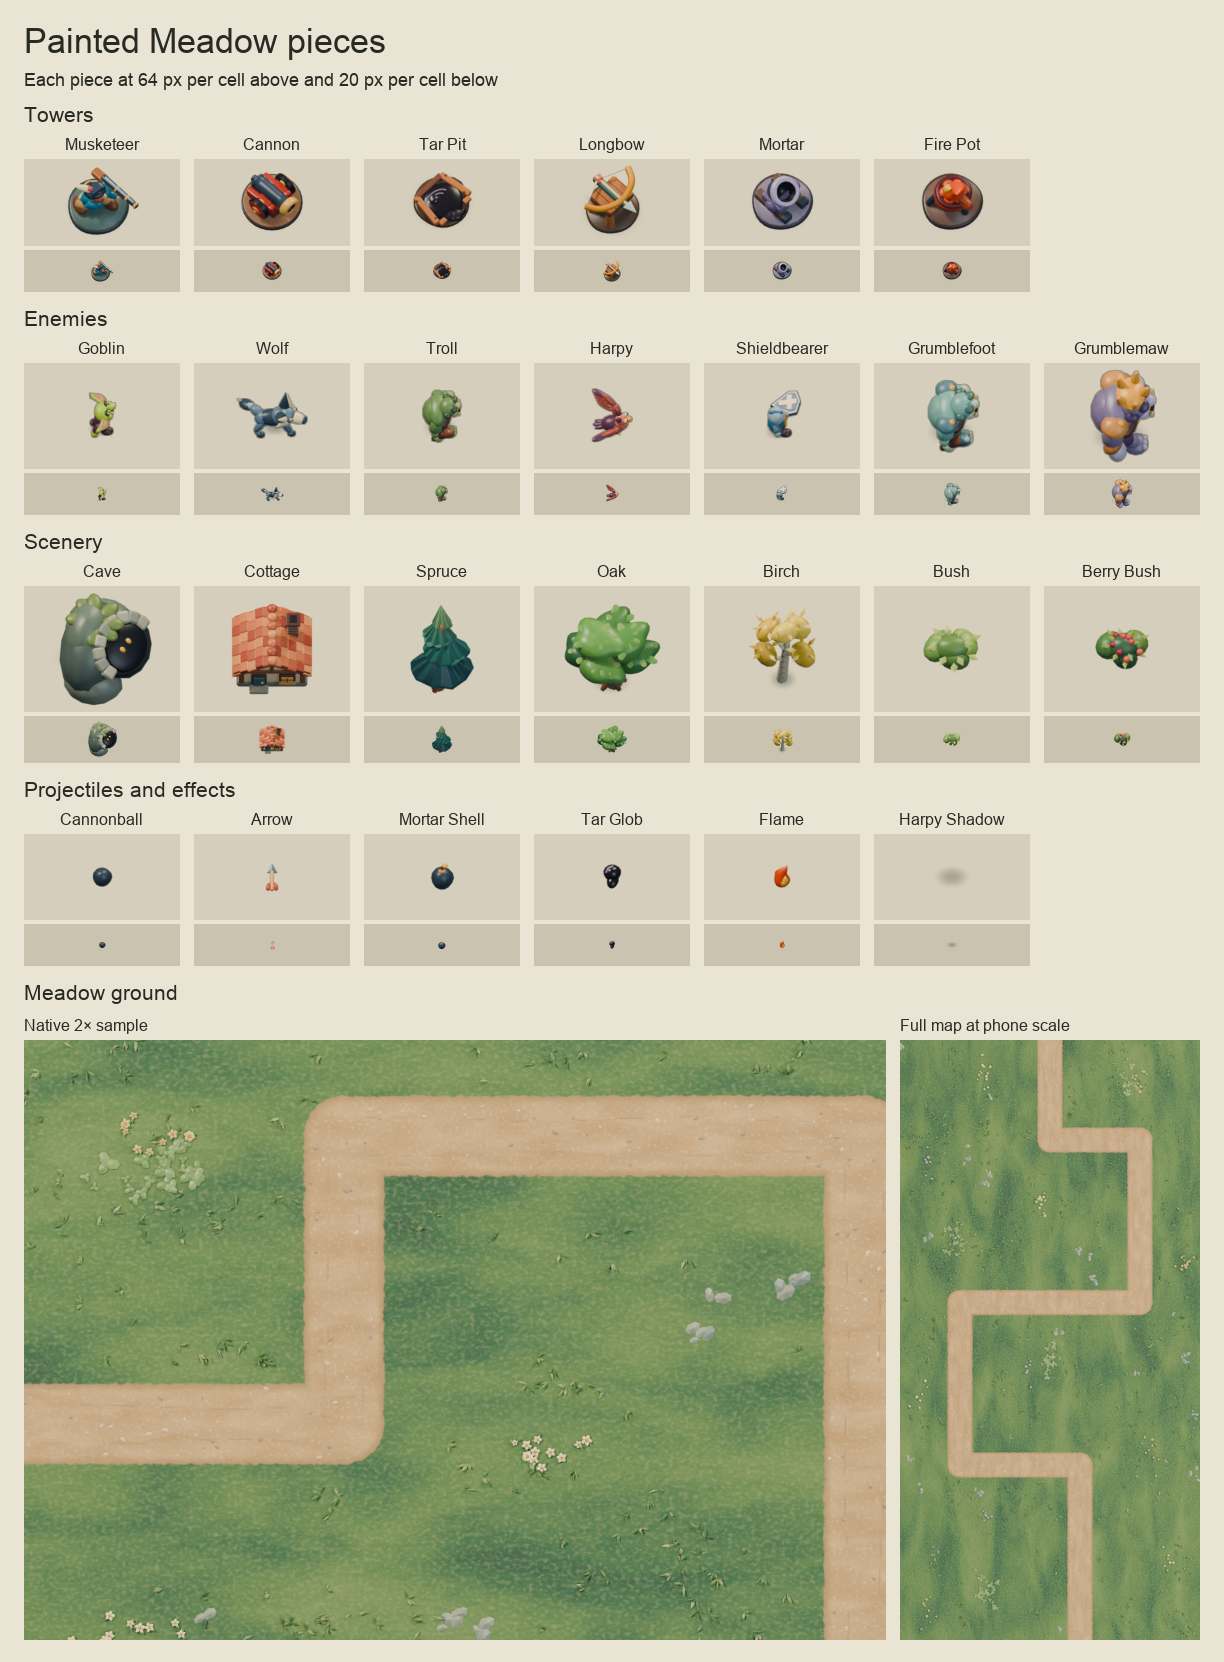 Painted Meadow pieces
Each piece at 64 px per cell above and 20 px per cell below
Towers
Musketeer Cannon Tar Pit Longbow Mortar Fire Pot
Enemies
Goblin Wolf Troll Harpy Shieldbearer Grumblefoot Grumblemaw
Scenery
Cave Cottage Spruce Oak Birch Bush Berry Bush
Projectiles and effects
Cannonball Arrow Mortar Shell Tar Glob Flame Harpy Shadow
Meadow ground
Native 2× sample Full map at phone scale